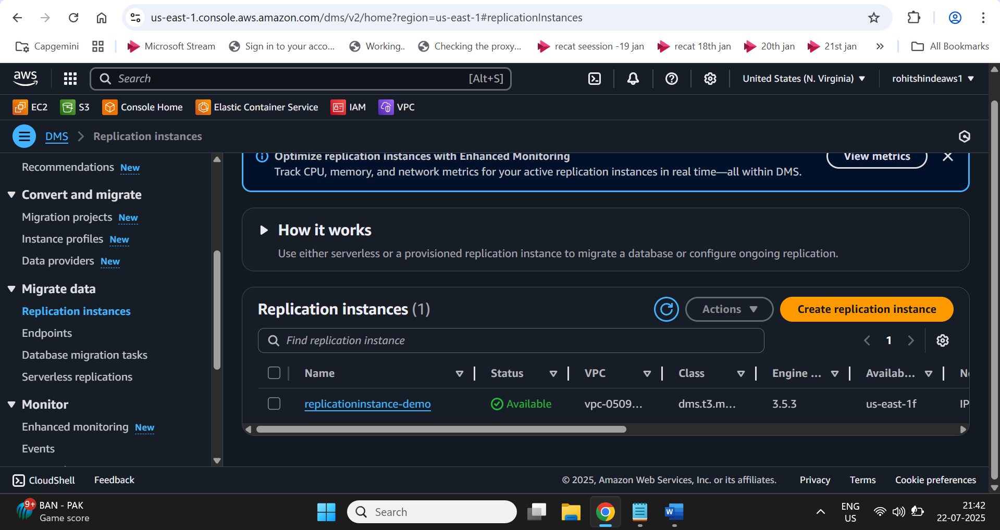 us-east-1.console.aws.amazon.com/dms/v2/home?region=us-east-1#replicationInstances
Capgemini
Microsoft Stream
Sign in to your acco...
Working..
Checking the proxy...
recat seession -19 jan
recat 18th jan
20th jan
21st jan
All Bookmarks
aws
Search
[Alt+S]
United States (N. Virginia)
rohitshindeaws1
EC2
S3
Console Home
Elastic Container Service
IAM
VPC
DMS
Replication instances
Recommendations New
Convert and migrate
Migration projects New
Instance profiles New
Data providers New
Migrate data
Replication instances
Endpoints
Database migration tasks
Serverless replications
Monitor
Enhanced monitoring New
Events
Optimize replication instances with Enhanced Monitoring
Track CPU, memory, and network metrics for your active replication instances in real time—all within DMS.
View metrics
How it works
Use either serverless or a provisioned replication instance to migrate a database or configure ongoing replication.
Replication instances (1)
Actions
Create replication instance
Find replication instance
1
Name
Status
VPC
Class
Engine ...
Availab...
replicationinstance-demo
Available
vpc-0509...
dms.t3.m...
3.5.3
us-east-1f
IP
CloudShell
Feedback
© 2025, Amazon Web Services, Inc. or its affiliates.
Privacy
Terms
Cookie preferences
9+
BAN - PAK
Game score
Search
W
ENG
US
21:42
22-07-2025